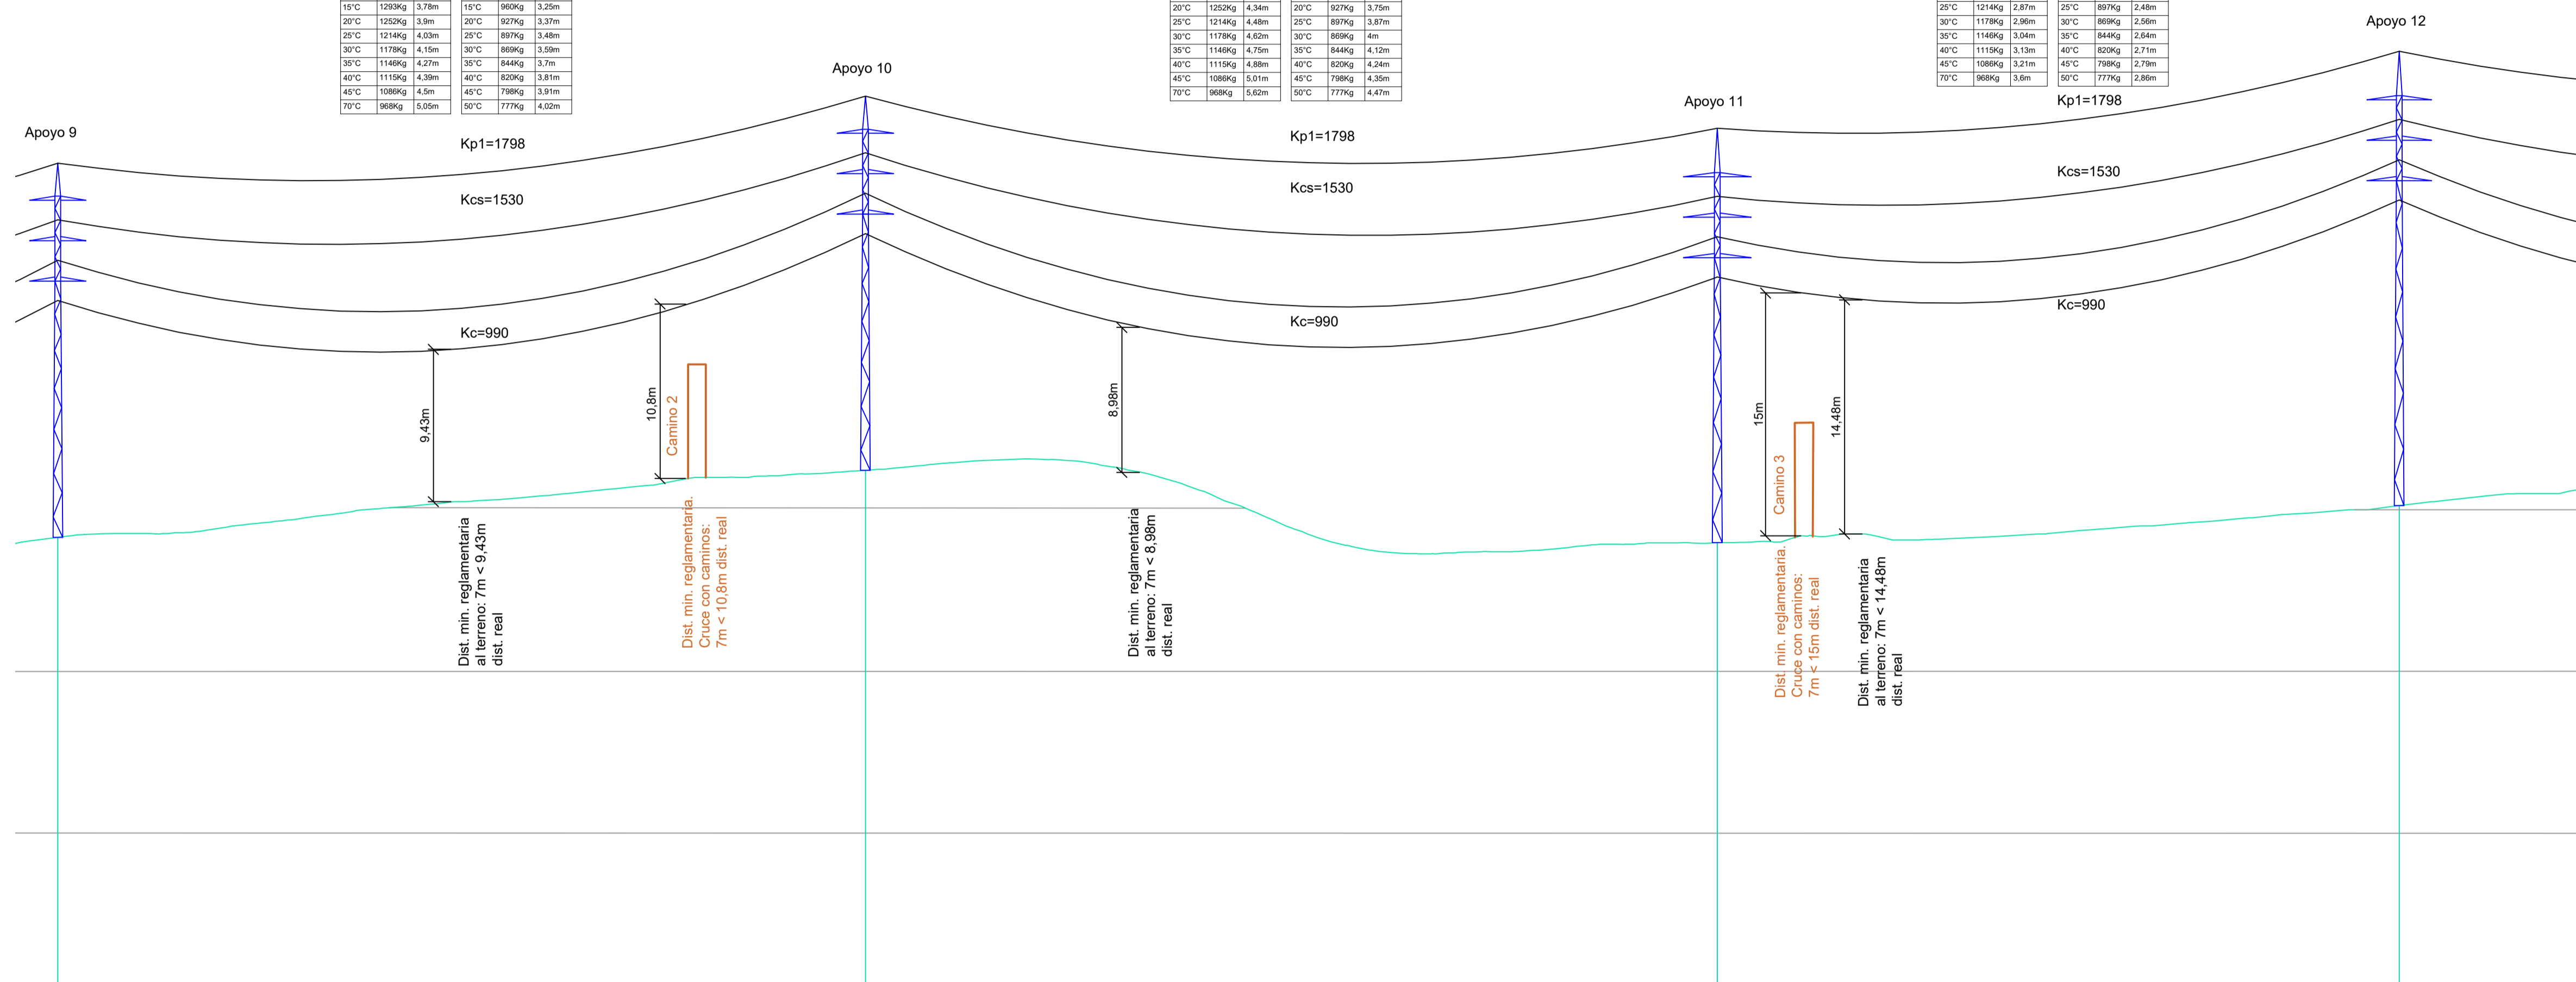 15°C 1293Kg 3,78m
20°C 1252Kg 3,9m
25°C 1214Kg 4,03m
30°C 1178Kg 4,15m
35°C 1146Kg 4,27m
40°C 1115Kg 4,39m
45°C 1086Kg 4,5m
70°C 968Kg 5,05m
15°C 960Kg 3,25m
20°C 927Kg 3,37m
25°C 897Kg 3,48m
30°C 869Kg 3,59m
35°C 844Kg 3,7m
40°C 820Kg 3,81m
45°C 798Kg 3,91m
50°C 777Kg 4,02m
20°C 1252Kg 4,34m
25°C 1214Kg 4,48m
30°C 1178Kg 4,62m
35°C 1146Kg 4,75m
40°C 1115Kg 4,88m
45°C 1086Kg 5,01m
70°C 968Kg 5,62m
20°C 927Kg 3,75m
25°C 897Kg 3,87m
30°C 869Kg 4m
35°C 844Kg 4,12m
40°C 820Kg 4,24m
45°C 798Kg 4,35m
50°C 777Kg 4,47m
25°C 1214Kg 2,87m
30°C 1178Kg 2,96m
35°C 1146Kg 3,04m
40°C 1115Kg 3,13m
45°C 1086Kg 3,21m
70°C 968Kg 3,6m
25°C 897Kg 2,48m
30°C 869Kg 2,56m
35°C 844Kg 2,64m
40°C 820Kg 2,71m
45°C 798Kg 2,79m
50°C 777Kg 2,86m
Apoyo 9
Apoyo 10
Apoyo 11
Apoyo 12
Kp1=1798
Kcs=1530
Kc=990
Kp1=1798
Kcs=1530
Kc=990
Kp1=1798
Kcs=1530
Kc=990
9,43m
10,8m
Camino 2
8,98m
15m
Camino 3
14,48m
Dist. min. reglamentaria
al terreno: 7m < 9,43m
dist. real
Dist. min. reglamentaria.
Cruce con caminos:
7m < 10,8m dist. real
Dist. min. reglamentaria
al terreno: 7m < 8,98m
dist. real
Dist. min. reglamentaria.
Cruce con caminos:
7m < 15m dist. real
Dist. min. reglamentaria
al terreno: 7m < 14,48m
dist. real